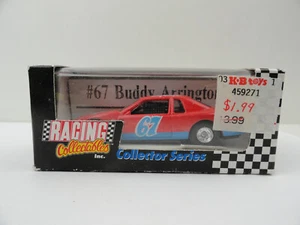 #67 Buddy Arrington
K·B toys
459271
$1.99
3.99
67
RACING
Collectables
Inc.
Collector Series